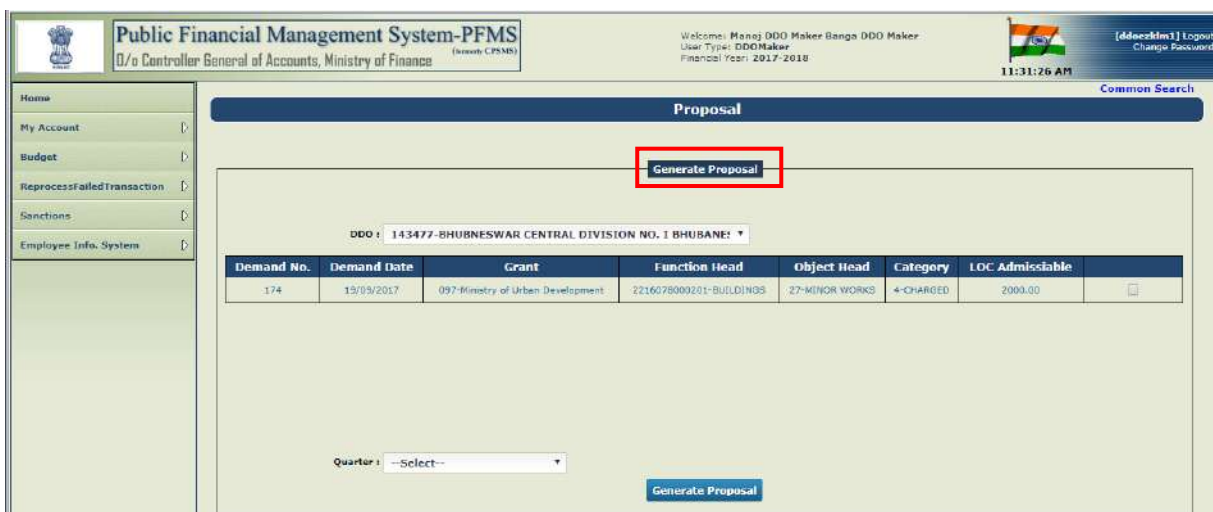 Public Financial Management System-PFMS
(formerly CPSMS)
O/o Controller General of Accounts, Ministry of Finance
Welcome: Manoj DDO Maker Banga DDO Maker
User Type: DDOMaker
Financial Year: 2017-2018
11:31:26 AM
[ddoezklm1] Logout
Change Password
Common Search
Home
My Account
Budget
ReprocessFailedTransaction
Sanctions
Employee Info. System
Proposal
Generate Proposal
DDO : 143477-BHUBNESWAR CENTRAL DIVISION NO. I BHUBANE:
Demand No. Demand Date Grant Function Head Object Head Category LOC Admissiable
174 19/09/2017 097-Ministry of Urban Development 2216078000201-BUILDINGS 27-MINOR WORKS 4-CHARGED 2000.00
Quarter : --Select--
Generate Proposal